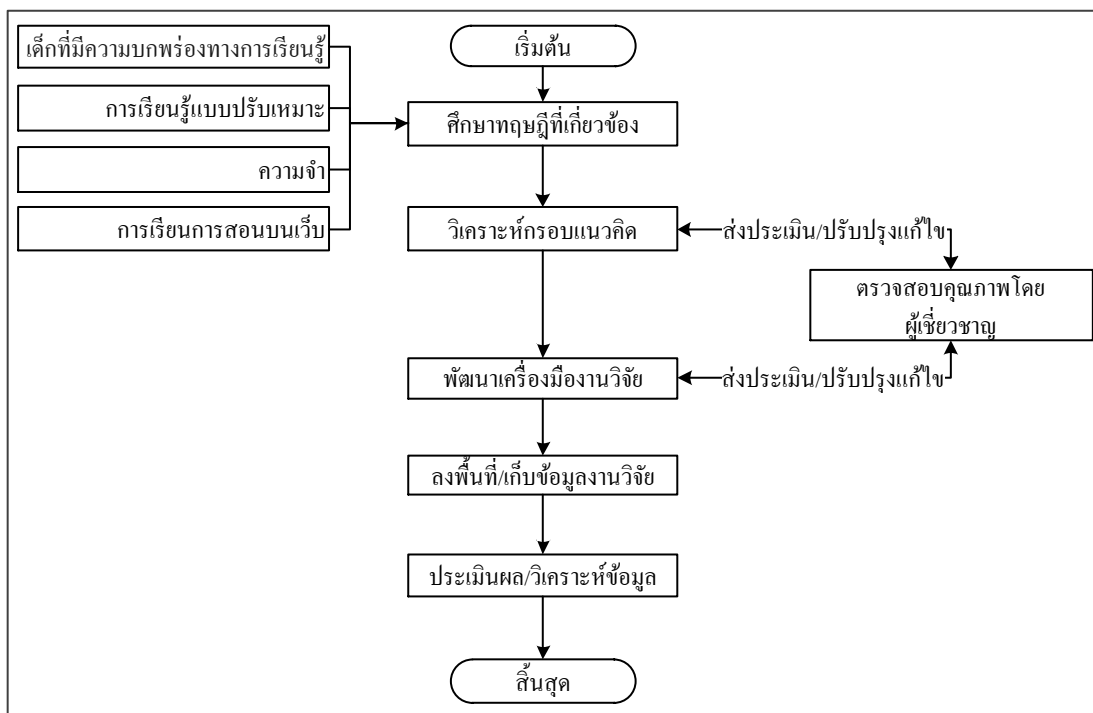 เด็กที่มีความบกพร่องทางการเรียนรู้
การเรียนรู้แบบปรับเหมาะ
ความจำ
การเรียนการสอนบนเว็บ
เริ่มต้น
ศึกษาทฤษฎีที่เกี่ยวข้อง
วิเคราะห์กรอบแนวคิด
ส่งประเมิน/ปรับปรุงแก้ไข
ตรวจสอบคุณภาพโดย
ผู้เชี่ยวชาญ
พัฒนาเครื่องมืองานวิจัย
ส่งประเมิน/ปรับปรุงแก้ไข
ลงพื้นที่/เก็บข้อมูลงานวิจัย
ประเมินผล/วิเคราะห์ข้อมูล
สิ้นสุด